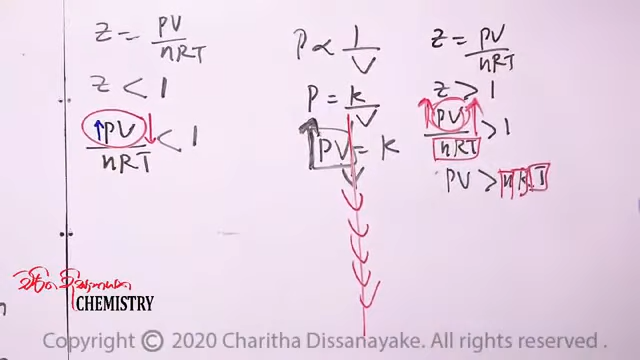 Z = PV/nRT
Z < 1
PV/nRT < 1
P ∝ 1/V
P = k/V
PV = k
Z = PV/nRT
Z > 1
PV/nRT > 1
PV > nRT
CHEMISTRY
Copyright © 2020 Charitha Dissanayake. All rights reserved .